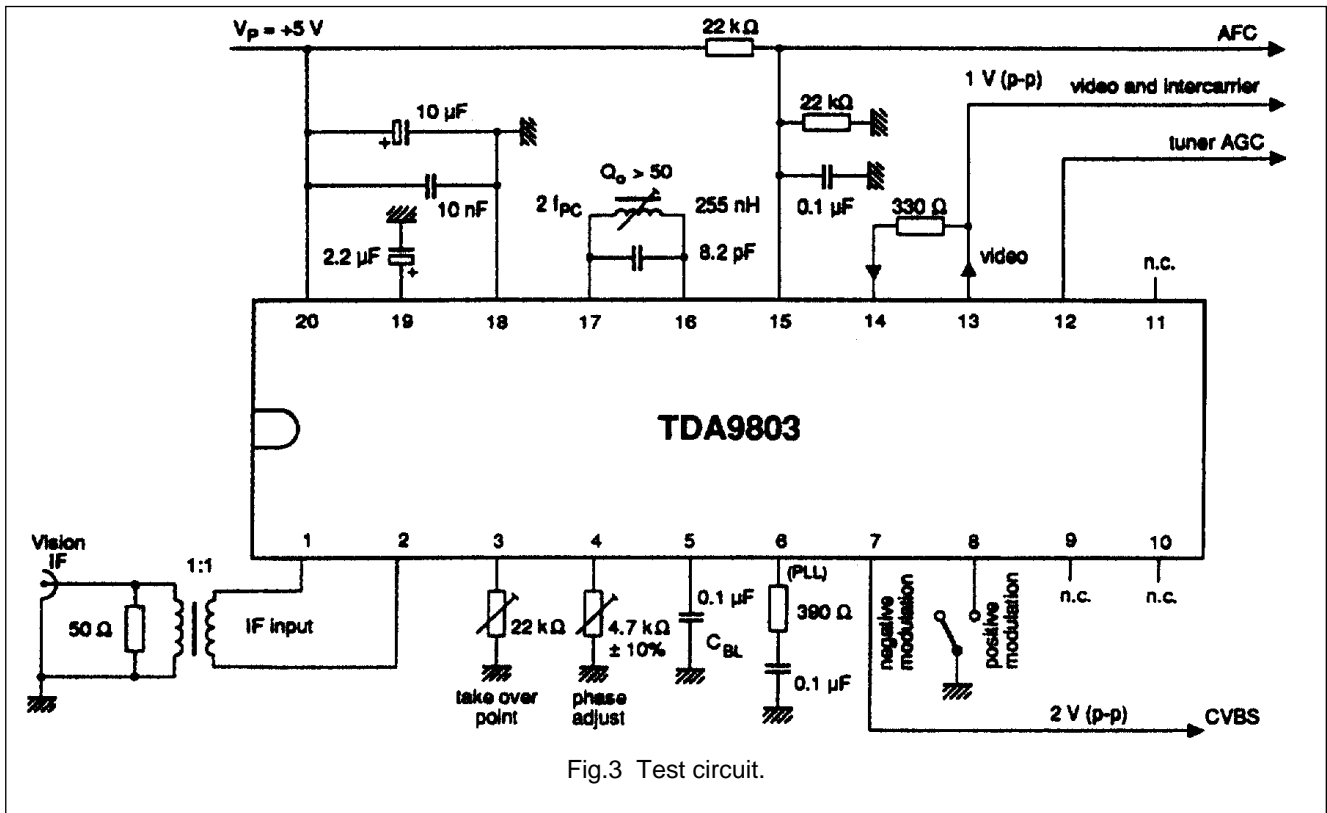 V_P = +5 V
22 kΩ
AFC
1 V (p-p)
video and intercarrier
10 µF
+
22 kΩ
tuner AGC
Q_o > 50
10 nF
2 f_PC
255 nH
0.1 µF
330 Ω
2.2 µF
+
8.2 pF
video
n.c.
20 19 18 17 16 15 14 13 12 11
TDA9803
1 2 3 4 5 6 7 8 9 10
Vision
IF
1:1
50 Ω
IF input
22 kΩ
take over
point
4.7 kΩ
± 10%
phase
adjust
0.1 µF
C_BL
(PLL)
390 Ω
0.1 µF
negative
modulation
positive
modulation
n.c.
n.c.
2 V (p-p)
CVBS
Fig.3 Test circuit.